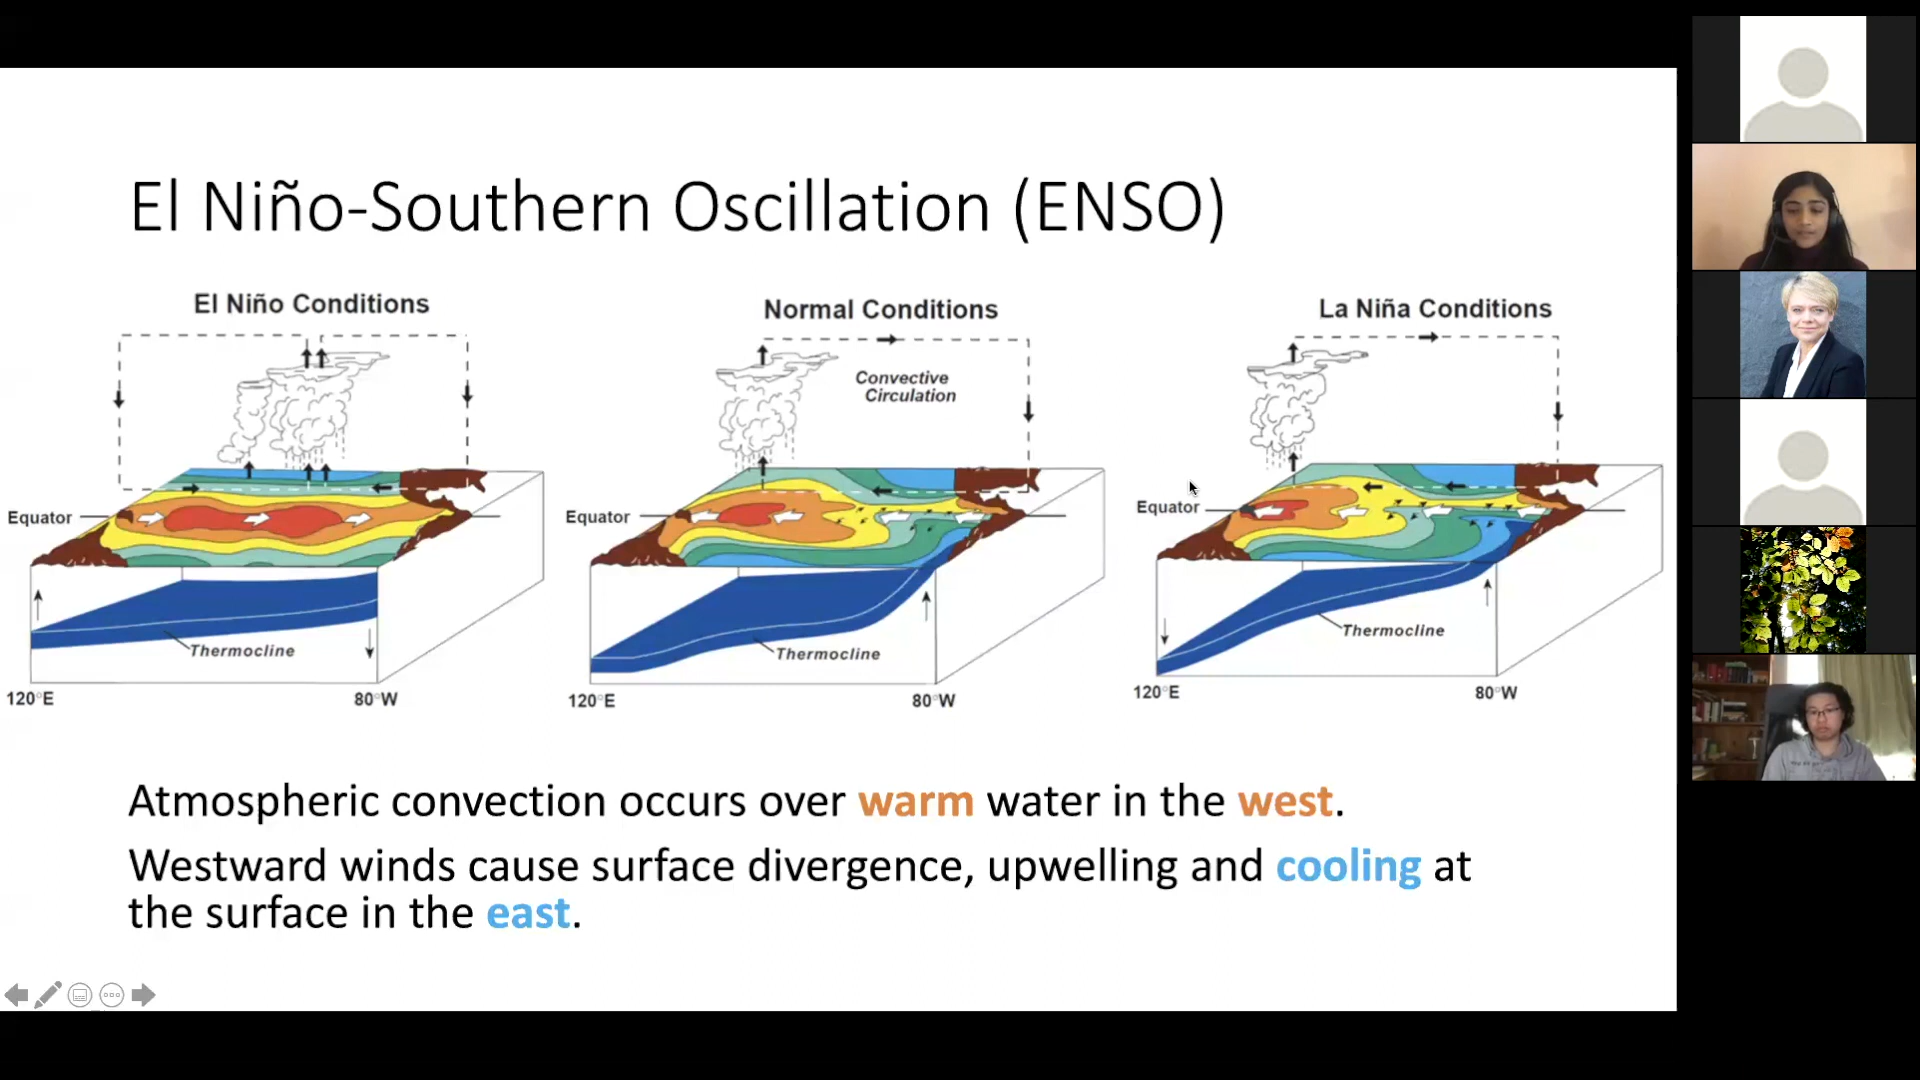 El Niño-Southern Oscillation (ENSO)
El Niño Conditions
Equator
Thermocline
120°E
80°W
Normal Conditions
Convective
Circulation
Equator
Thermocline
120°E
80°W
La Niña Conditions
Equator
Thermocline
120°E
80°W
Atmospheric convection occurs over warm water in the west.
Westward winds cause surface divergence, upwelling and cooling at
the surface in the east.